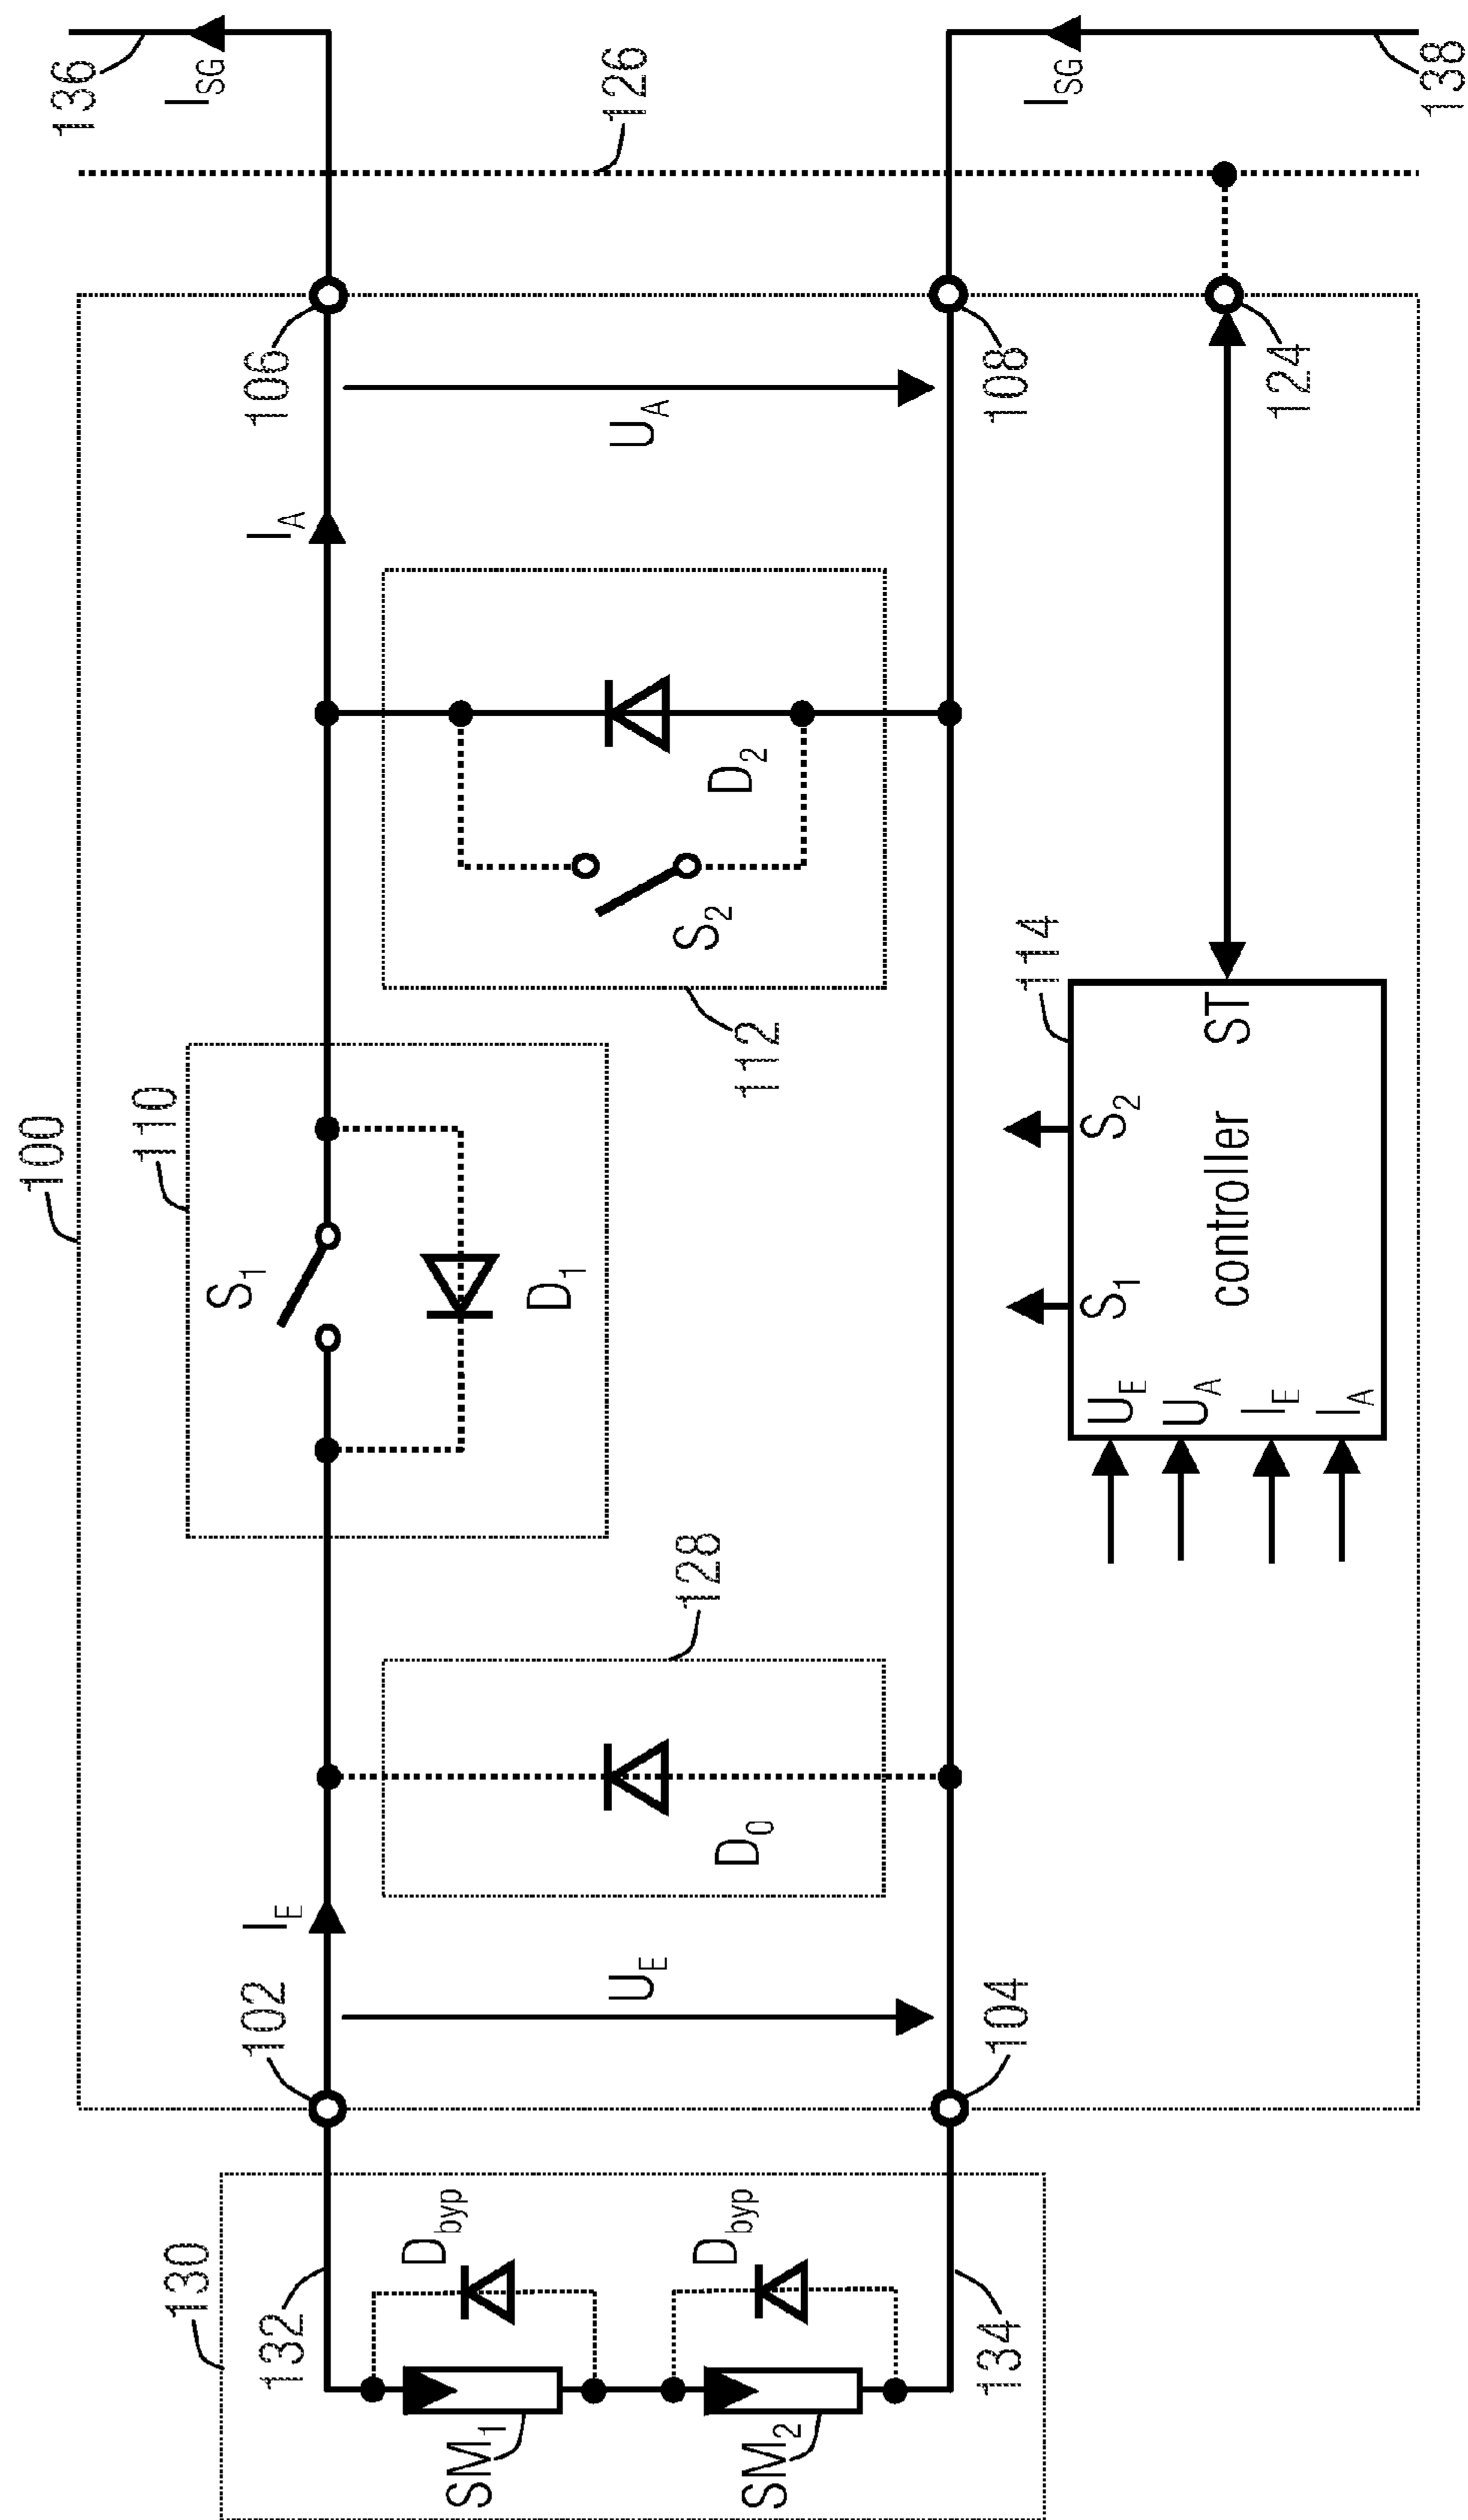 136
I_SG
126
I_SG
138
106
108
124
U_A
I_A
D_2
S_2
112
114
100
110
S_1
D_1
S_1
S_2
controller
ST
U_E
U_A
I_E
I_A
128
D_0
I_E
U_E
102
104
130
132
134
D_byp
D_byp
SM_1
SM_2